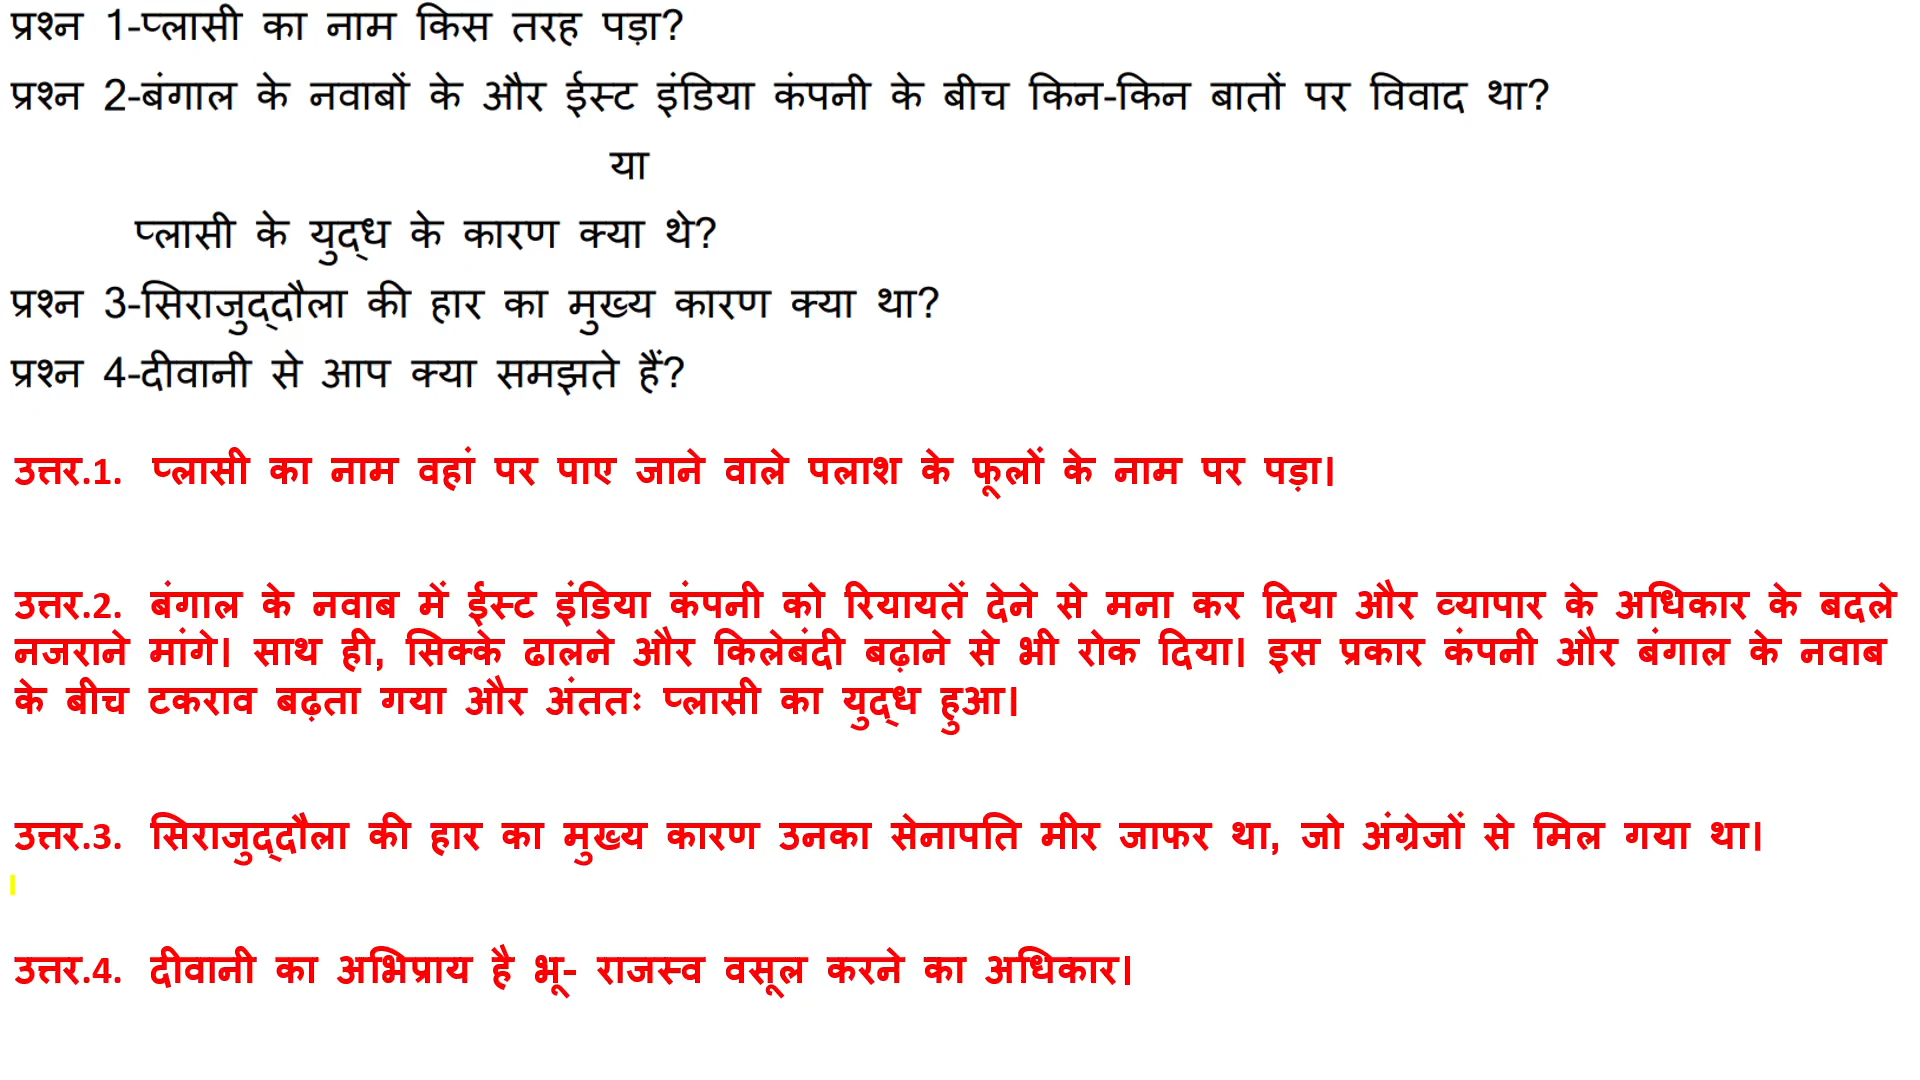 प्रश्न 1-प्लासी का नाम किस तरह पड़ा?
प्रश्न 2-बंगाल के नवाबों के और ईस्ट इंडिया कंपनी के बीच किन-किन बातों पर विवाद था?
या
प्लासी के युद्ध के कारण क्या थे?
प्रश्न 3-सिराजुद्दौला की हार का मुख्य कारण क्या था?
प्रश्न 4-दीवानी से आप क्या समझते हैं?
उत्तर.1. प्लासी का नाम वहां पर पाए जाने वाले पलाश के फूलों के नाम पर पड़ा।
उत्तर.2. बंगाल के नवाब में ईस्ट इंडिया कंपनी को रियायतें देने से मना कर दिया और व्यापार के अधिकार के बदले
नजराने मांगे। साथ ही, सिक्के ढालने और किलेबंदी बढ़ाने से भी रोक दिया। इस प्रकार कंपनी और बंगाल के नवाब
के बीच टकराव बढ़ता गया और अंततः प्लासी का युद्ध हुआ।
उत्तर.3. सिराजुद्दौला की हार का मुख्य कारण उनका सेनापति मीर जाफर था, जो अंग्रेजों से मिल गया था।
उत्तर.4. दीवानी का अभिप्राय है भू- राजस्व वसूल करने का अधिकार।